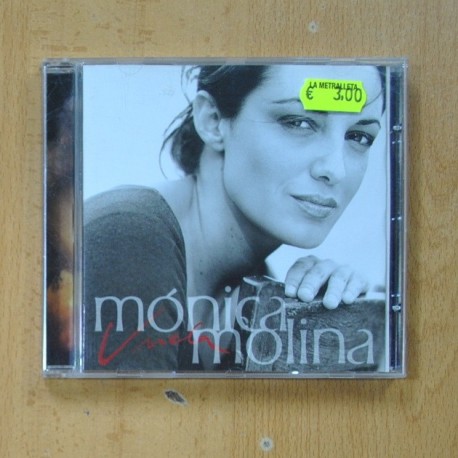 LA METRALLETA
€ 3,00
mónica
Vuela
molina